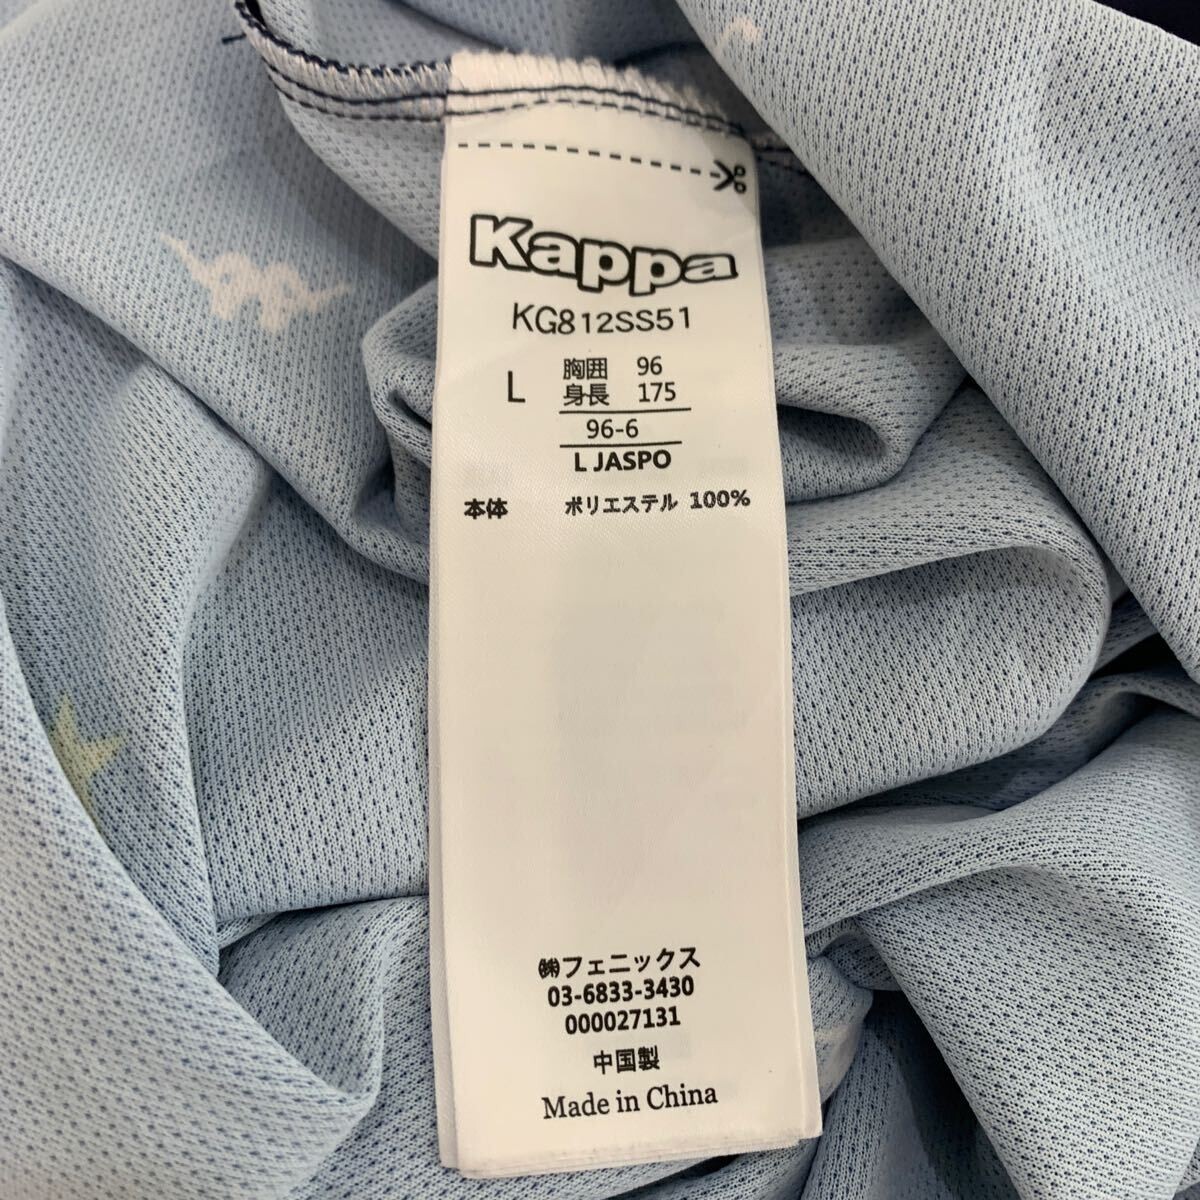 Kappa
KG812SS51
L 胸囲 96
身長 175
96-6
L JASPO
本体 ポリエステル 100%
㈱フェニックス
03-6833-3430
000027131
中国製
Made in China